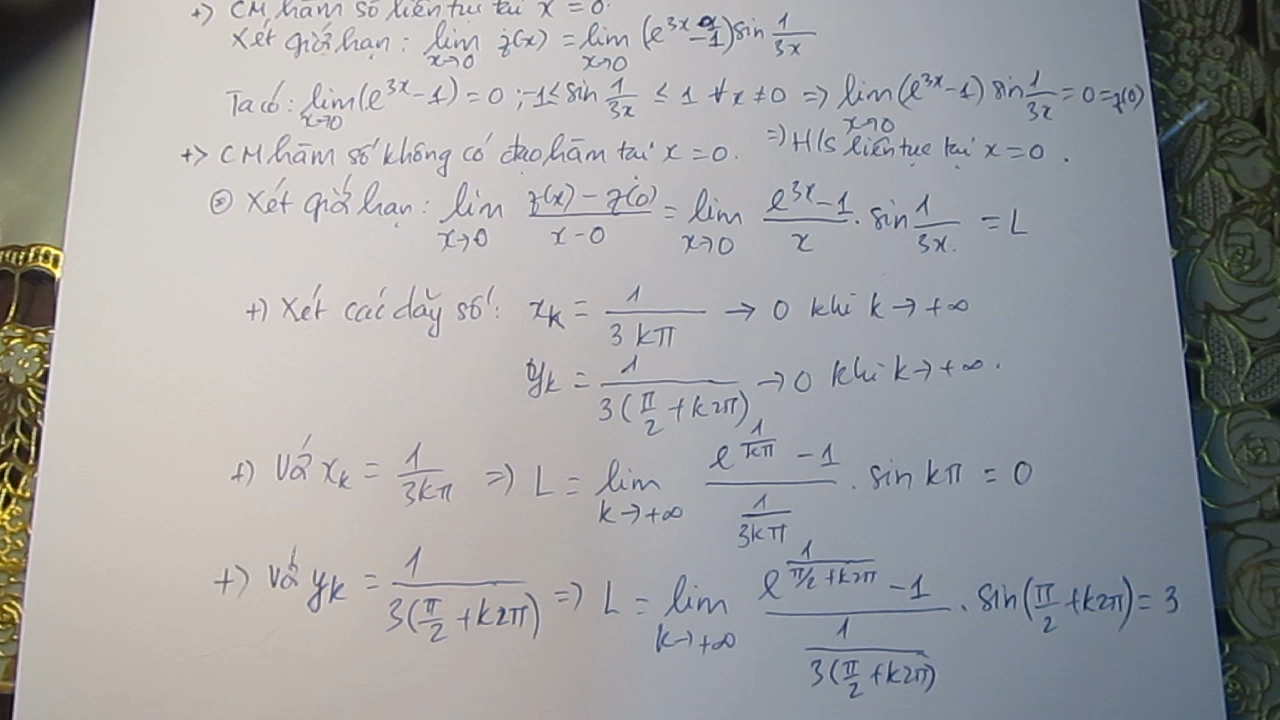 +) CM hàm số liên tục tại x = 0.
Xét giới hạn : lim x→0 f(x) = lim x→0 (e^{3x} - 1) sin 1/3x
Ta có : lim x→0 (e^{3x} - 1) = 0 ; -1 ≤ sin 1/3x ≤ 1 ∀x ≠ 0 => lim x→0 (e^{3x} - 1) sin 1/3x = 0 = f(0)
=> H/s liên tục tại x = 0 .
+) CM hàm số không có đạo hàm tại x = 0.
⊛ Xét giới hạn : lim x→0 f(x) - f(0) / x - 0 = lim x→0 e^{3x} - 1 / x . sin 1/3x. = L
+) Xét các dãy số : x_k = 1 / 3kπ → 0 khi k → +∞
y_k = 1 / 3(π/2 + k2π) → 0 khi k → +∞.
+) Với x_k = 1/3kπ => L = lim k→+∞ e^{1/kπ} - 1 / 1/3kπ . sin kπ = 0
+) Với y_k = 1 / 3(π/2 + k2π) => L = lim k→+∞ e^{1/π/2 + k2π} - 1 / 1/3(π/2 + k2π) . sin(π/2 + k2π) = 3